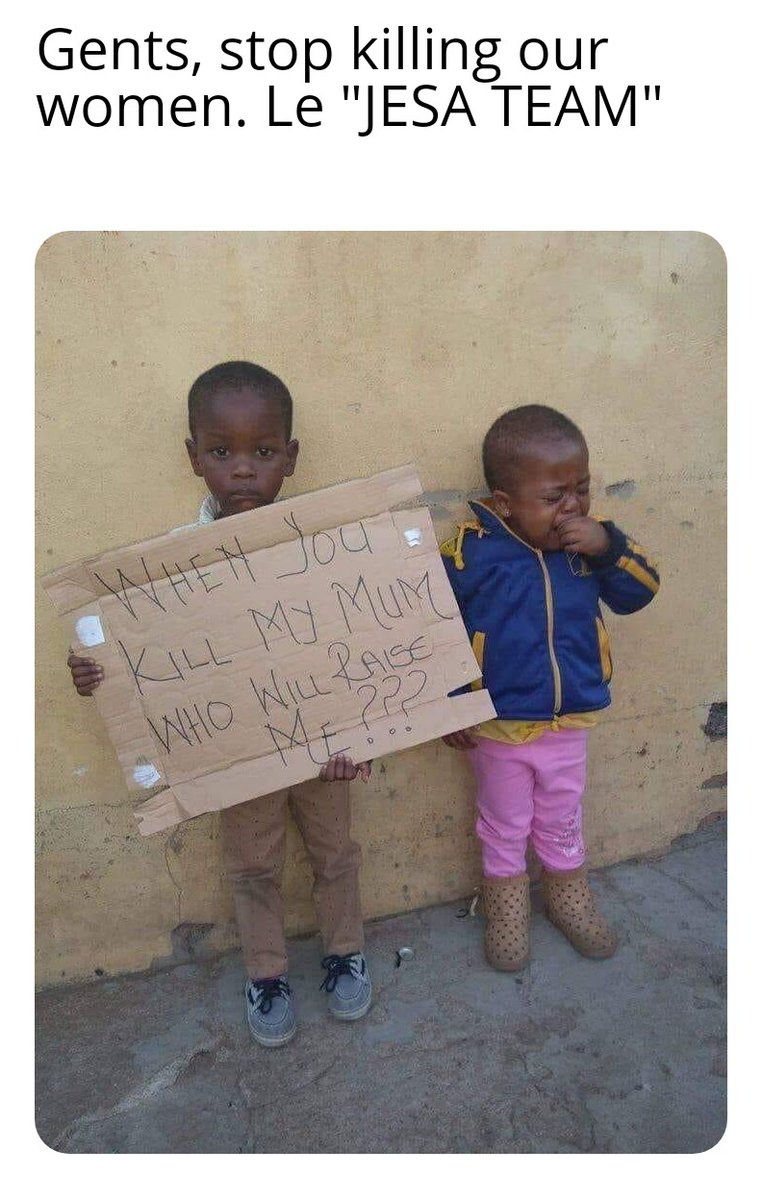 Gents, stop killing our
women. Le "JESA TEAM"
WHEN YOU
KILL MY MUM
WHO WILL RAISE
ME???